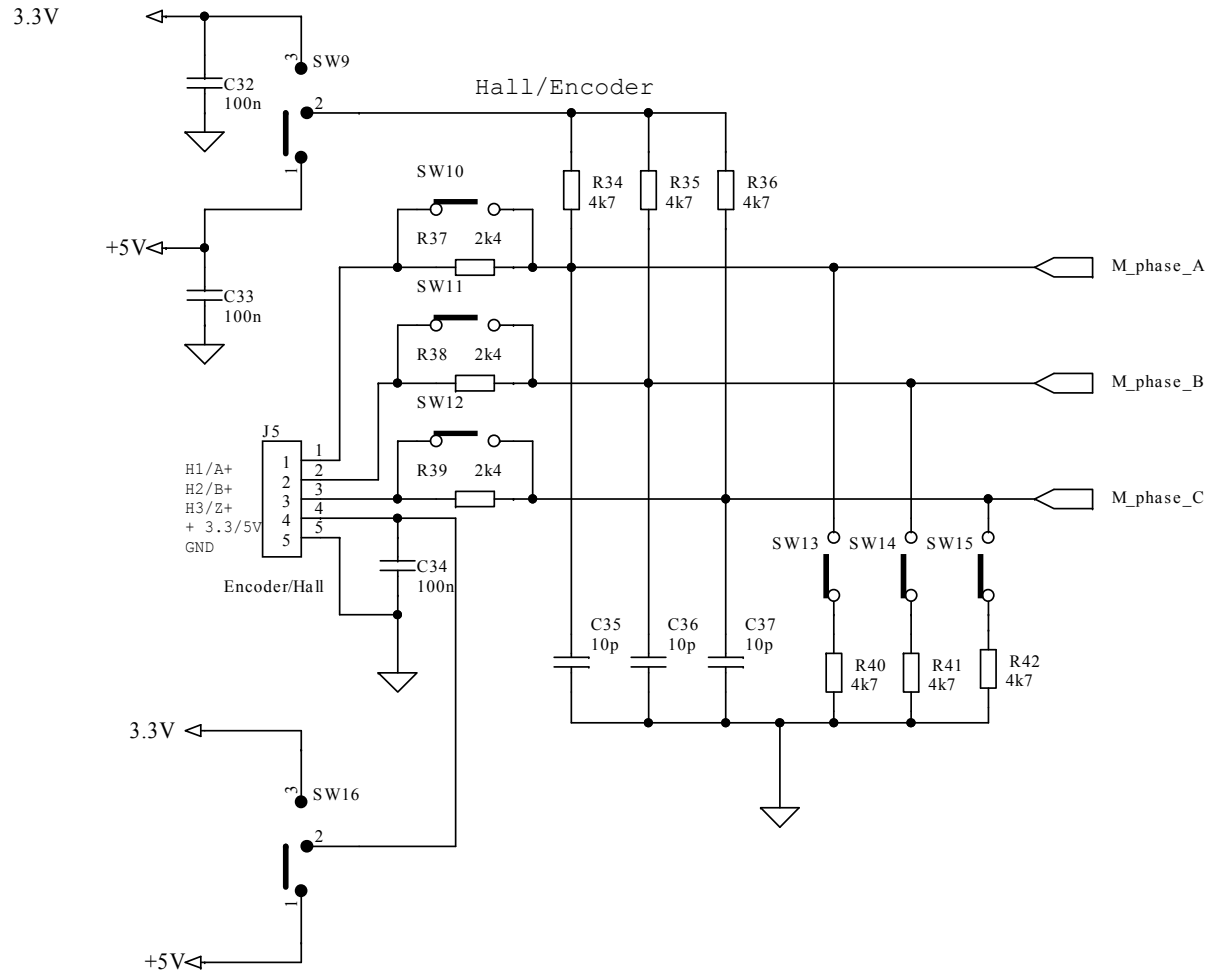 3.3V
3
SW9
C32
100n
2
Hall/Encoder
1
SW10
R34
4k7
R35
4k7
R36
4k7
+5V
R37 2k4
M_phase_A
SW11
C33
100n
R38 2k4
M_phase_B
SW12
J5
R39 2k4
M_phase_C
H1/A+ 1 1
H2/B+ 2 2
H3/Z+ 3 3
+ 3.3/5V 4 4
GND 5 5
SW13
SW14
SW15
Encoder/Hall
C34
100n
C35
10p
C36
10p
C37
10p
R40
4k7
R41
4k7
R42
4k7
3.3V
3
SW16
2
1
+5V